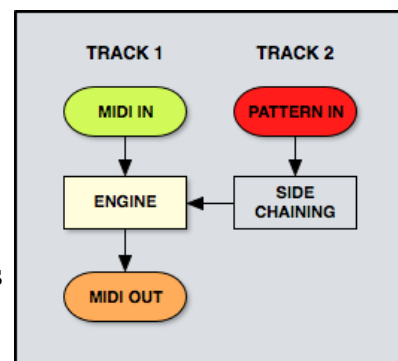 TRACK 1 TRACK 2
MIDI IN PATTERN IN
ENGINE SIDE
CHAINING
MIDI OUT
s